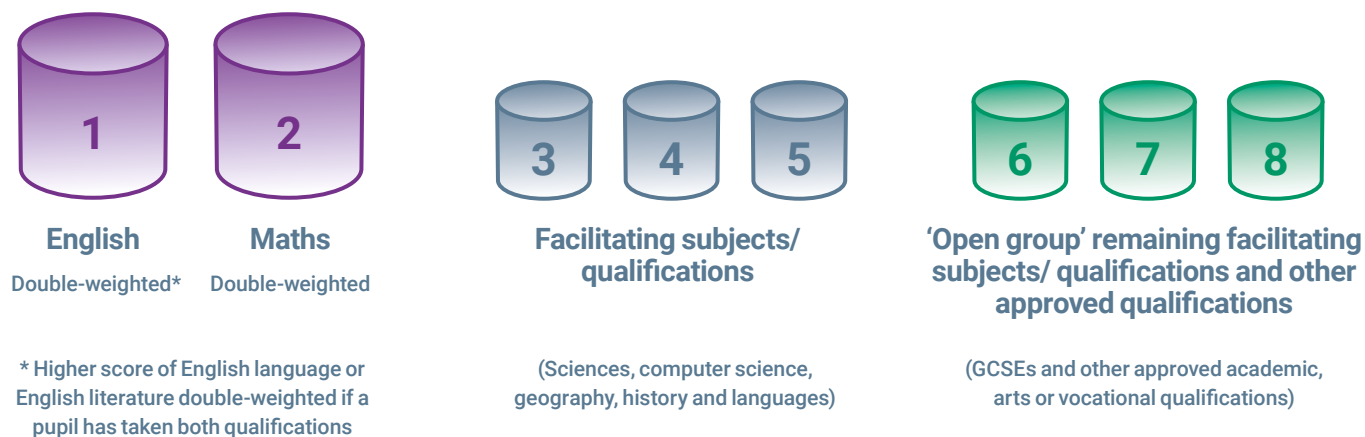 1
2
English
Double-weighted*
Maths
Double-weighted
* Higher score of English language or
English literature double-weighted if a
pupil has taken both qualifications
3
4
5
Facilitating subjects/
qualifications
(Sciences, computer science,
geography, history and languages)
6
7
8
‘Open group’ remaining facilitating
subjects/ qualifications and other
approved qualifications
(GCSEs and other approved academic,
arts or vocational qualifications)